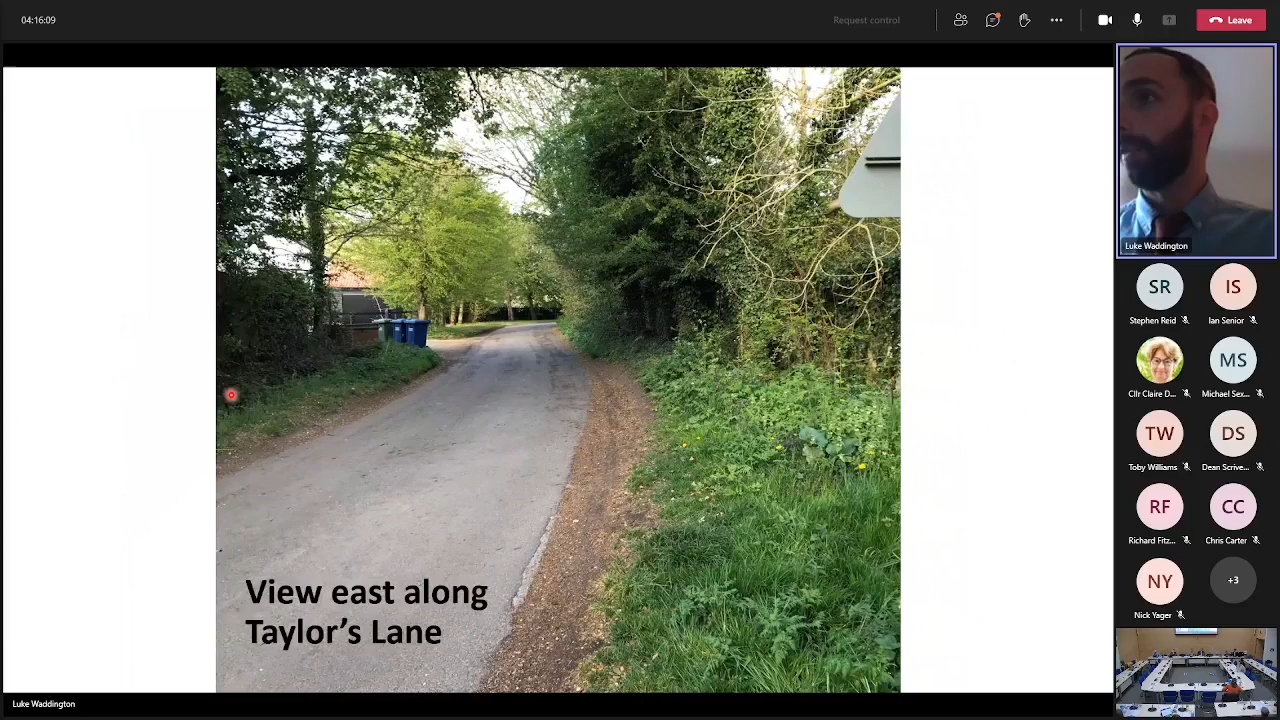 04:16:09
Request control
Leave
View east along
Taylor's Lane
Luke Waddington
SR
IS
Stephen Reid
Ian Senior
MS
Cllr Claire D...
Michael Sex...
TW
DS
Toby Williams
Dean Scrive...
RF
CC
Richard Fitz...
Chris Carter
NY
+3
Nick Yager
Luke Waddington